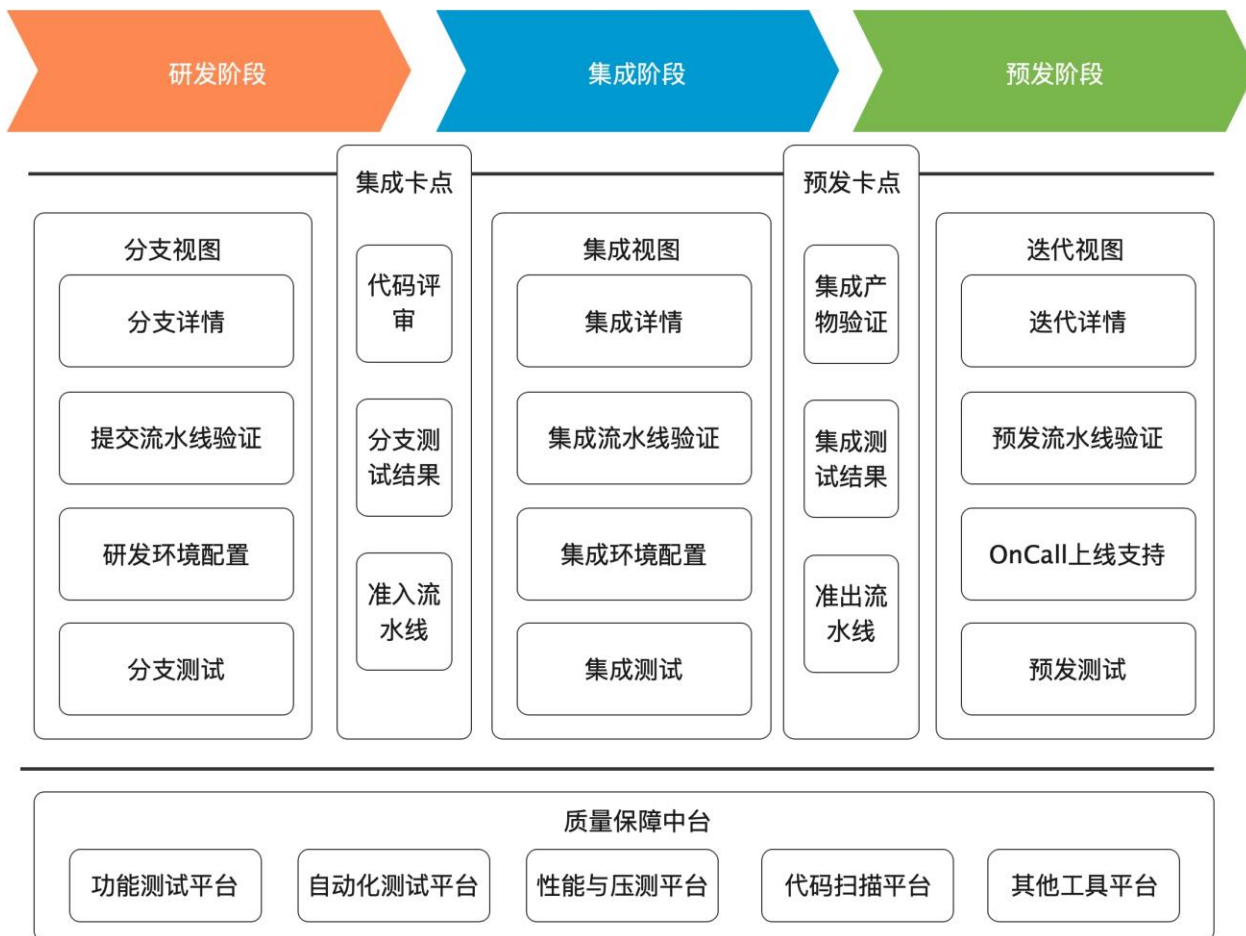 研发阶段
集成阶段
预发阶段
分支视图
分支详情
提交流水线验证
研发环境配置
分支测试
集成卡点
代码评
审
分支测
试结果
准入流
水线
集成视图
集成详情
集成流水线验证
集成环境配置
集成测试
预发卡点
集成产
物验证
集成测
试结果
准出流
水线
迭代视图
迭代详情
预发流水线验证
OnCall上线支持
预发测试
质量保障中台
功能测试平台
自动化测试平台
性能与压测平台
代码扫描平台
其他工具平台